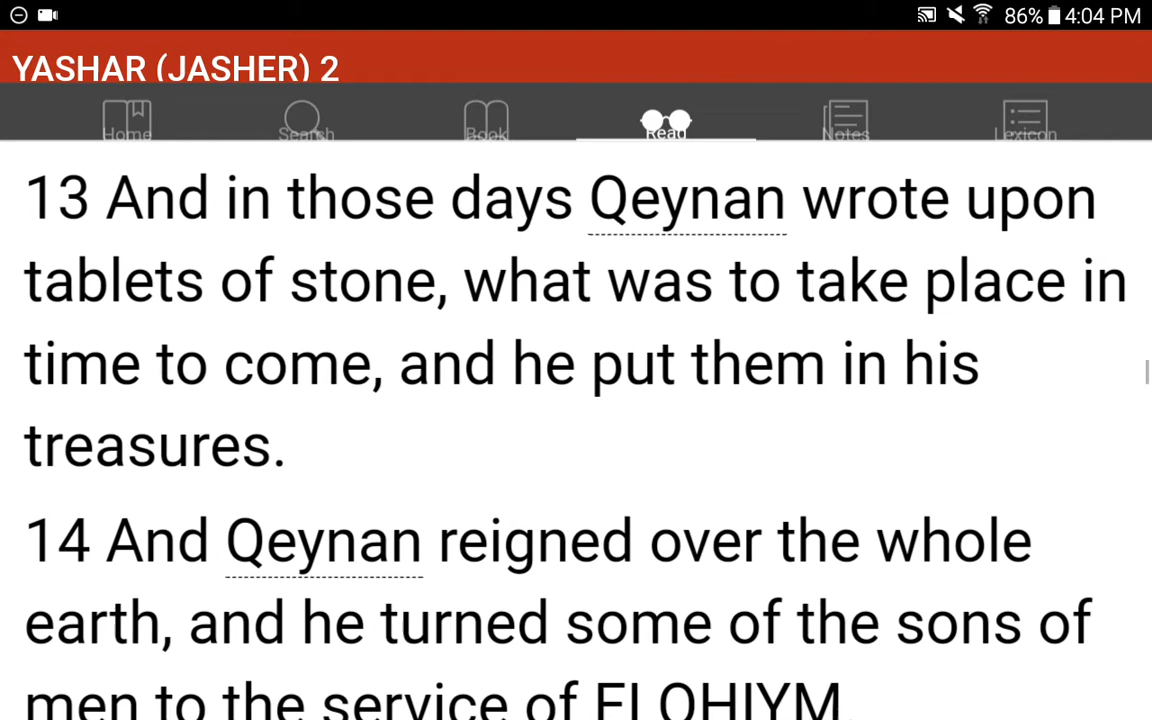 86% 4:04 PM
YASHAR (JASHER) 2
Home Search Book Read Notes Lexicon
13 And in those days Qeynan wrote upon
tablets of stone, what was to take place in
time to come, and he put them in his
treasures.
14 And Qeynan reigned over the whole
earth, and he turned some of the sons of
men to the service of ELOHIYM.